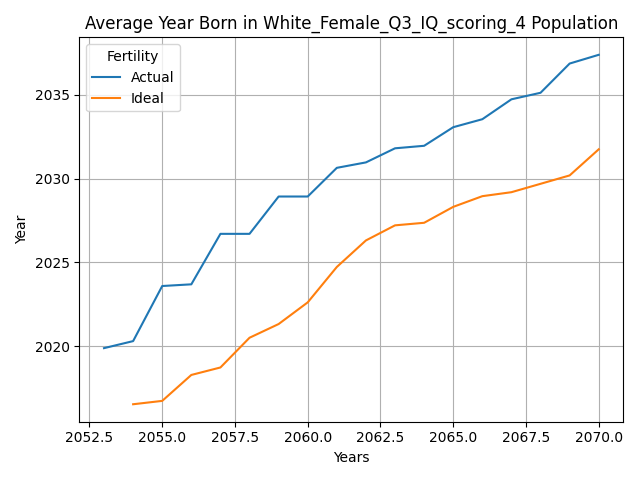 Average Year Born in White_Female_Q3_IQ_scoring_4 Population
Fertility
Actual
Ideal
2035
2030
2025
2020
Year
2052.5 2055.0 2057.5 2060.0 2062.5 2065.0 2067.5 2070.0
Years